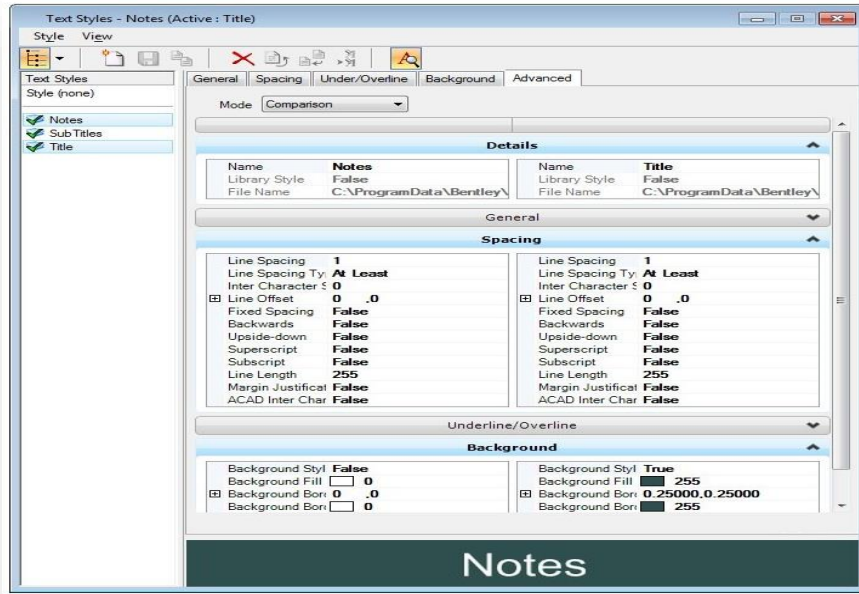 Text Styles - Notes (Active : Title)
Style View
Text Styles
Style (none)
Notes
SubTitles
Title
General Spacing Under/Overline Background Advanced
Mode Comparison
Details
Name Notes Name Title
Library Style False Library Style False
File Name C:\ProgramData\Bentley\ File Name C:\ProgramData\Bentley\
General
Spacing
Line Spacing 1 Line Spacing 1
Line Spacing Ty At Least Line Spacing Ty At Least
Inter Character S 0 Inter Character S 0
Line Offset 0 ,0 Line Offset 0 ,0
Fixed Spacing False Fixed Spacing False
Backwards False Backwards False
Upside-down False Upside-down False
Superscript False Superscript False
Subscript False Subscript False
Line Length 255 Line Length 255
Margin Justificat False Margin Justificat False
ACAD Inter Char False ACAD Inter Char False
Underline/Overline
Background
Background Styl False Background Styl True
Background Fill 0 Background Fill 255
Background Bor 0 ,0 Background Bor 0.25000,0.25000
Background Bor 0 Background Bor 255
Notes